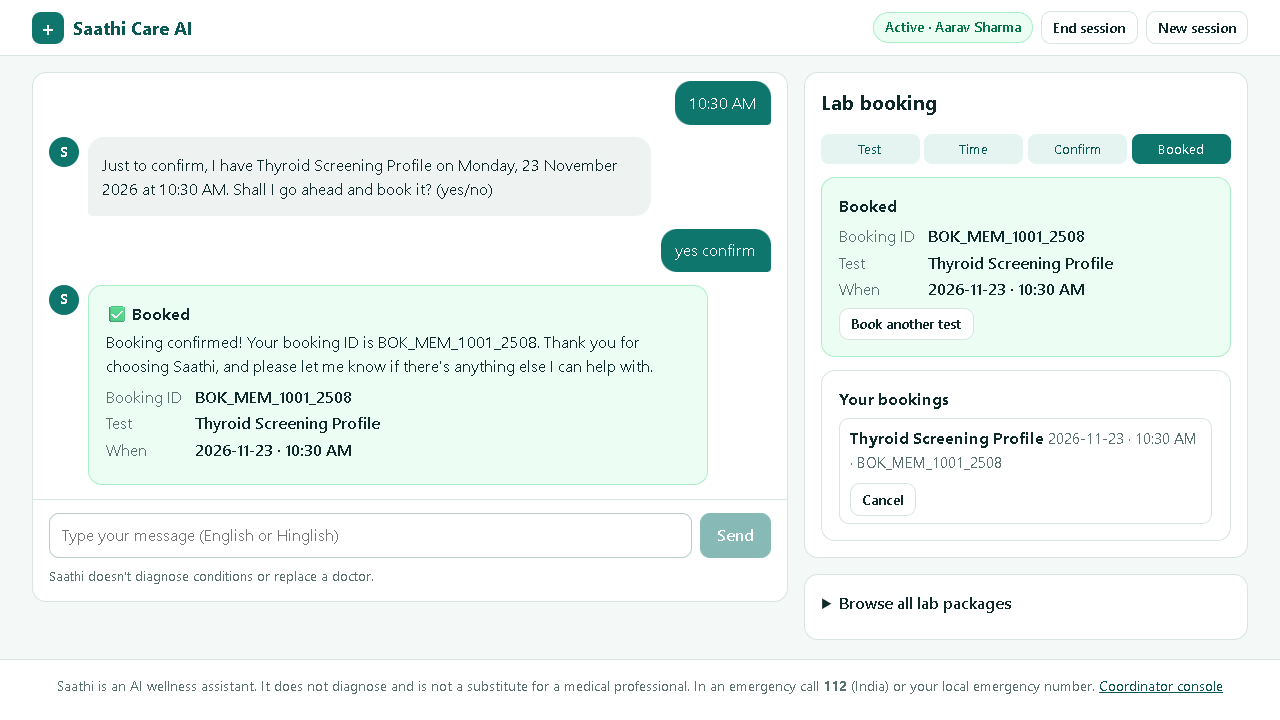 + Saathi Care AI
Active · Aarav Sharma
End session
New session
10:30 AM
S
Just to confirm, I have Thyroid Screening Profile on Monday, 23 November
2026 at 10:30 AM. Shall I go ahead and book it? (yes/no)
yes confirm
S
✅ Booked
Booking confirmed! Your booking ID is BOK_MEM_1001_2508. Thank you for
choosing Saathi, and please let me know if there's anything else I can help with.
Booking ID BOK_MEM_1001_2508
Test Thyroid Screening Profile
When 2026-11-23 · 10:30 AM
Type your message (English or Hinglish)
Send
Saathi doesn't diagnose conditions or replace a doctor.
Lab booking
Test Time Confirm Booked
Booked
Booking ID BOK_MEM_1001_2508
Test Thyroid Screening Profile
When 2026-11-23 · 10:30 AM
Book another test
Your bookings
Thyroid Screening Profile 2026-11-23 · 10:30 AM
· BOK_MEM_1001_2508
Cancel
▶ Browse all lab packages
Saathi is an AI wellness assistant. It does not diagnose and is not a substitute for a medical professional. In an emergency call 112 (India) or your local emergency number. Coordinator console